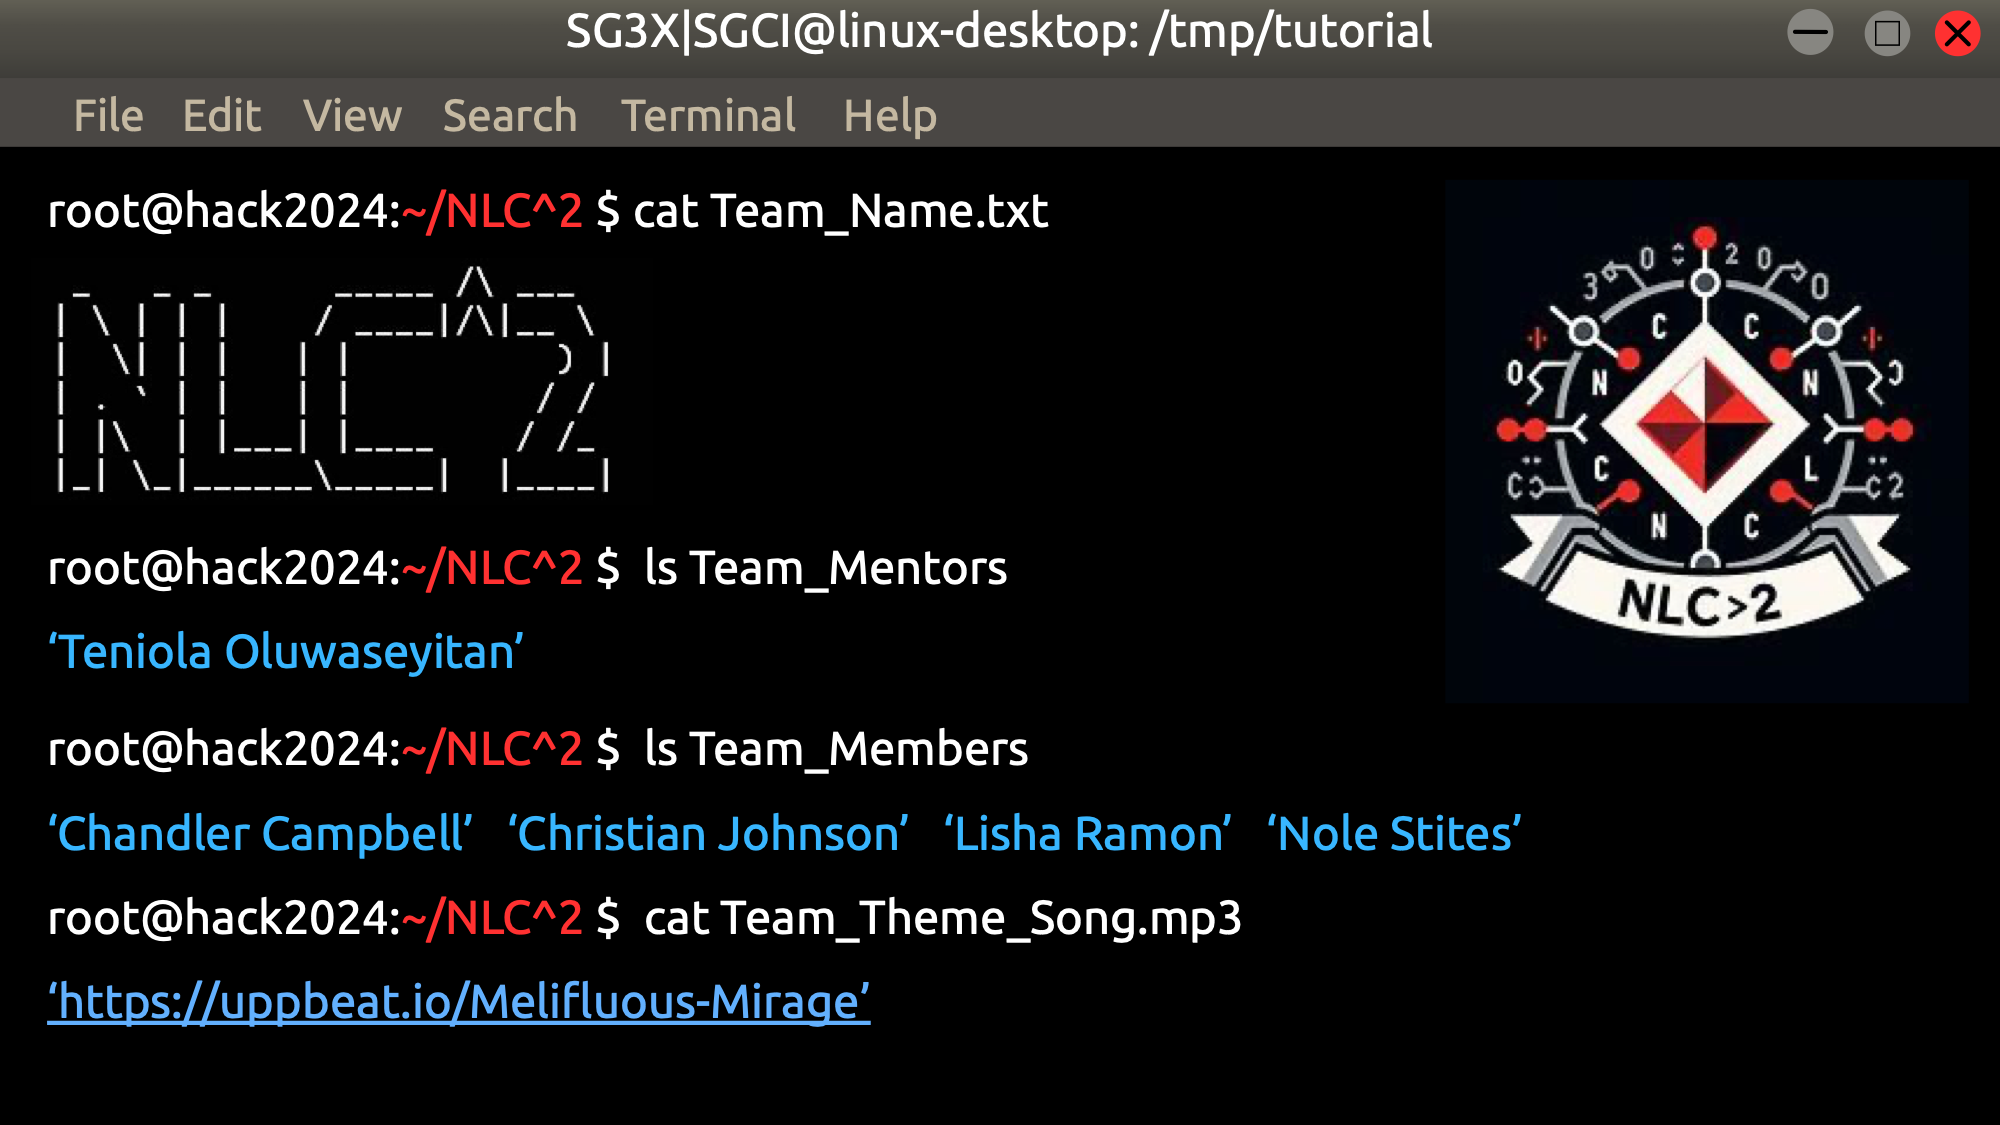 SG3X|SGCI@linux-desktop: /tmp/tutorial
File Edit View Search Terminal Help
root@hack2024:~/NLC^2 $ cat Team_Name.txt
NLC^2
root@hack2024:~/NLC^2 $ ls Team_Mentors
‘Teniola Oluwaseyitan’
root@hack2024:~/NLC^2 $ ls Team_Members
‘Chandler Campbell’ ‘Christian Johnson’ ‘Lisha Ramon’ ‘Nole Stites’
root@hack2024:~/NLC^2 $ cat Team_Theme_Song.mp3
‘https://uppbeat.io/Melifluous-Mirage’
C C
N N
C L
N C
NLC>2